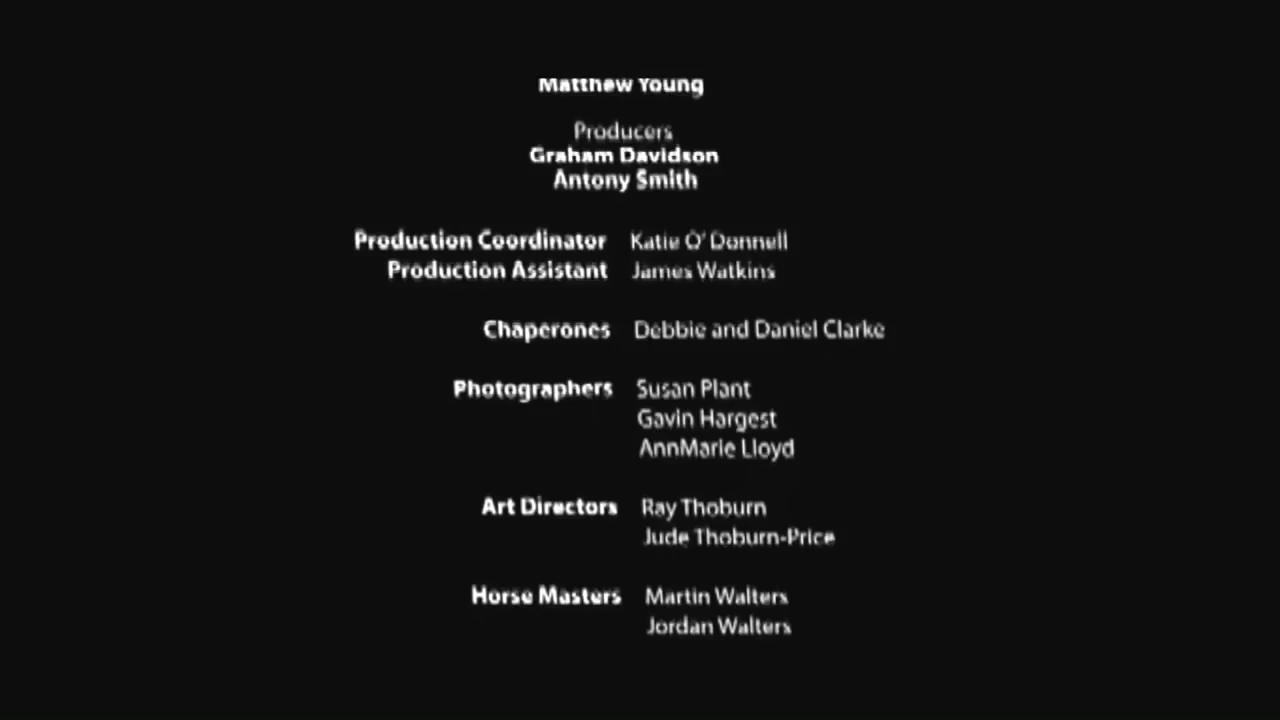 Matthew Young
Producers
Graham Davidson
Antony Smith
Production Coordinator Katie O' Donnell
Production Assistant James Watkins
Chaperones Debbie and Daniel Clarke
Photographers Susan Plant
Gavin Hargest
AnnMarie Lloyd
Art Directors Ray Thoburn
Jude Thoburn-Price
Horse Masters Martin Walters
Jordan Walters